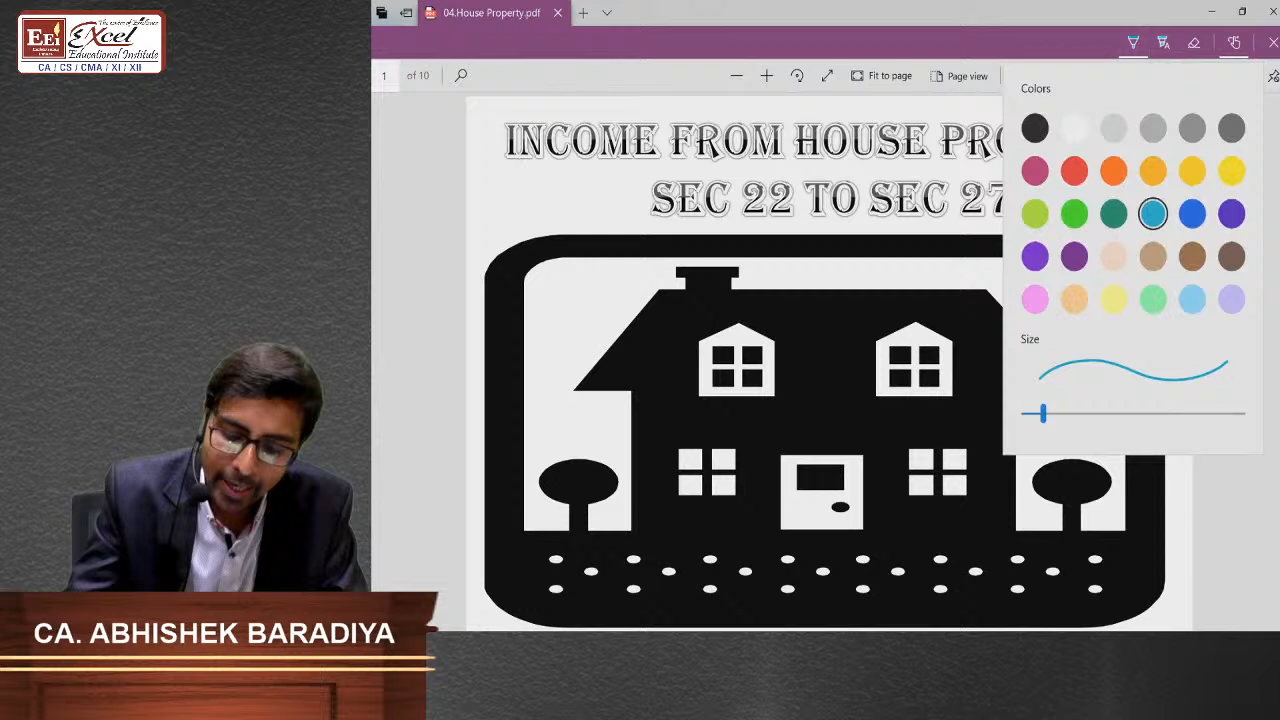 The center of Excellence
EEi
Excel
Educational Institute
CA / CS / CMA / XI / XII
04.House Property.pdf
1 of 10
Fit to page
Page view
Colors
Size
INCOME FROM HOUSE PRO
SEC 22 TO SEC 27
CA. ABHISHEK BARADIYA